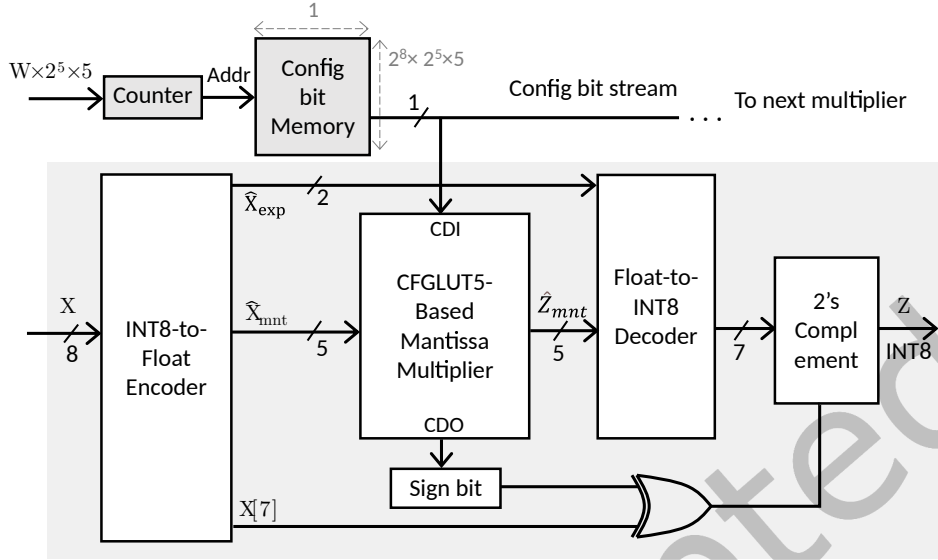 1
W×2⁵×5
Counter
Addr
Config
bit
Memory
2⁸× 2⁵×5
1
Config bit stream
...
To next multiplier
X̂exp
2
CDI
X
8
INT8-to-
Float
Encoder
X̂mnt
5
CFGLUT5-
Based
Mantissa
Multiplier
Ẑmnt
5
Float-to-
INT8
Decoder
7
2's
Compl
ement
Z
INT8
CDO
Sign bit
X[7]